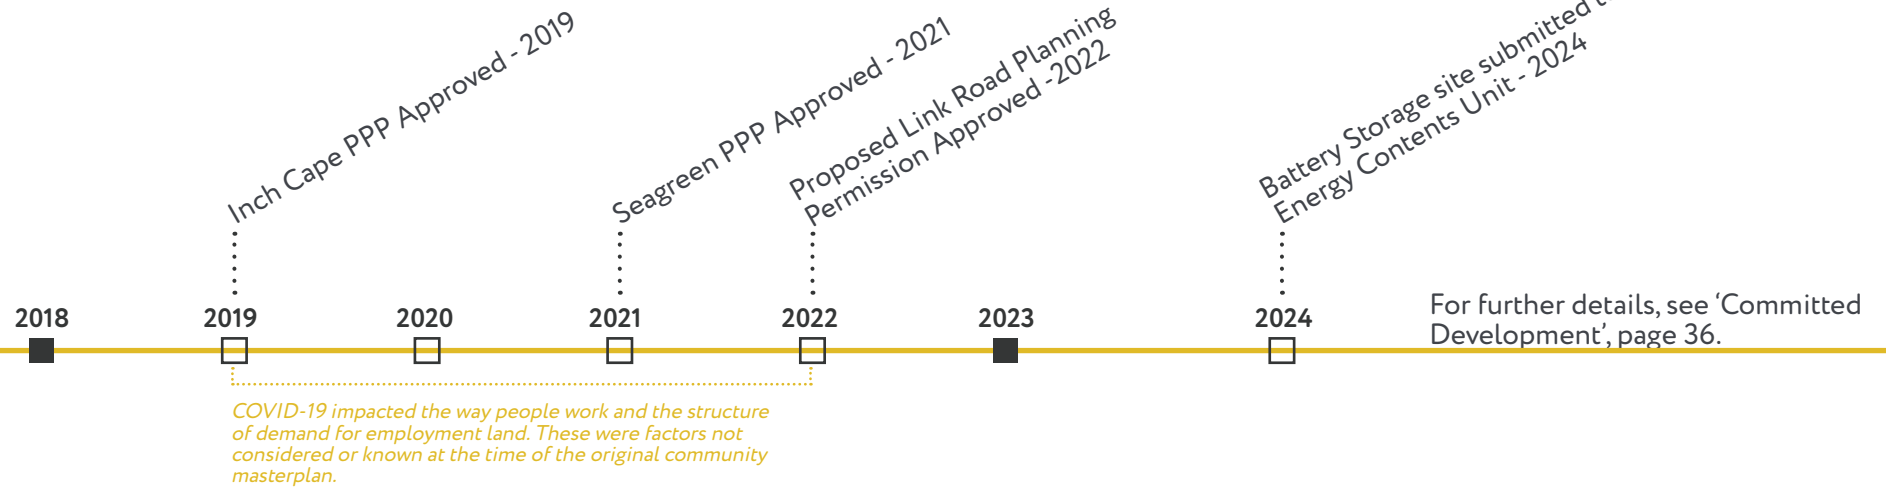 Inch Cape PPP Approved - 2019
Seagreen PPP Approved - 2021
Proposed Link Road Planning
Permission Approved -2022
Battery Storage site submitted
Energy Contents Unit - 2024
2018
2019
2020
2021
2022
2023
2024
For further details, see ‘Committed
Development’, page 36.
COVID-19 impacted the way people work and the structure
of demand for employment land. These were factors not
considered or known at the time of the original community
masterplan.